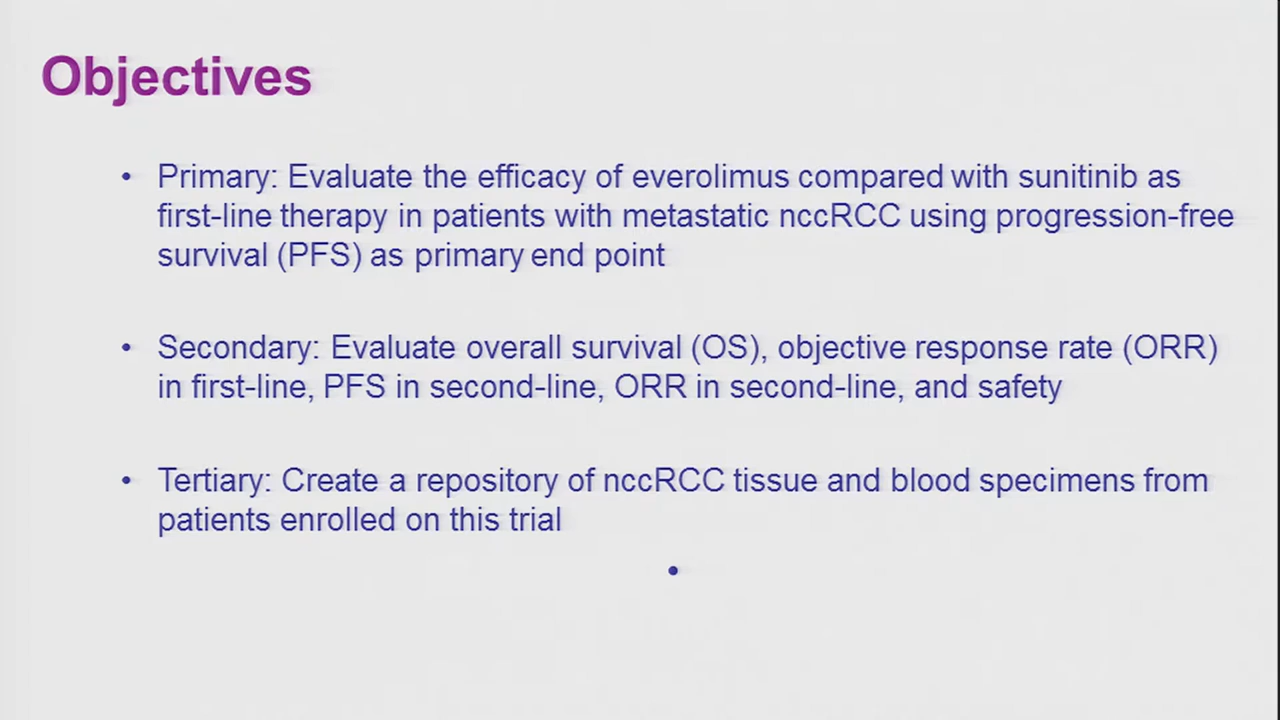 Objectives
• Primary: Evaluate the efficacy of everolimus compared with sunitinib as
first-line therapy in patients with metastatic nccRCC using progression-free
survival (PFS) as primary end point
• Secondary: Evaluate overall survival (OS), objective response rate (ORR)
in first-line, PFS in second-line, ORR in second-line, and safety
• Tertiary: Create a repository of nccRCC tissue and blood specimens from
patients enrolled on this trial
•